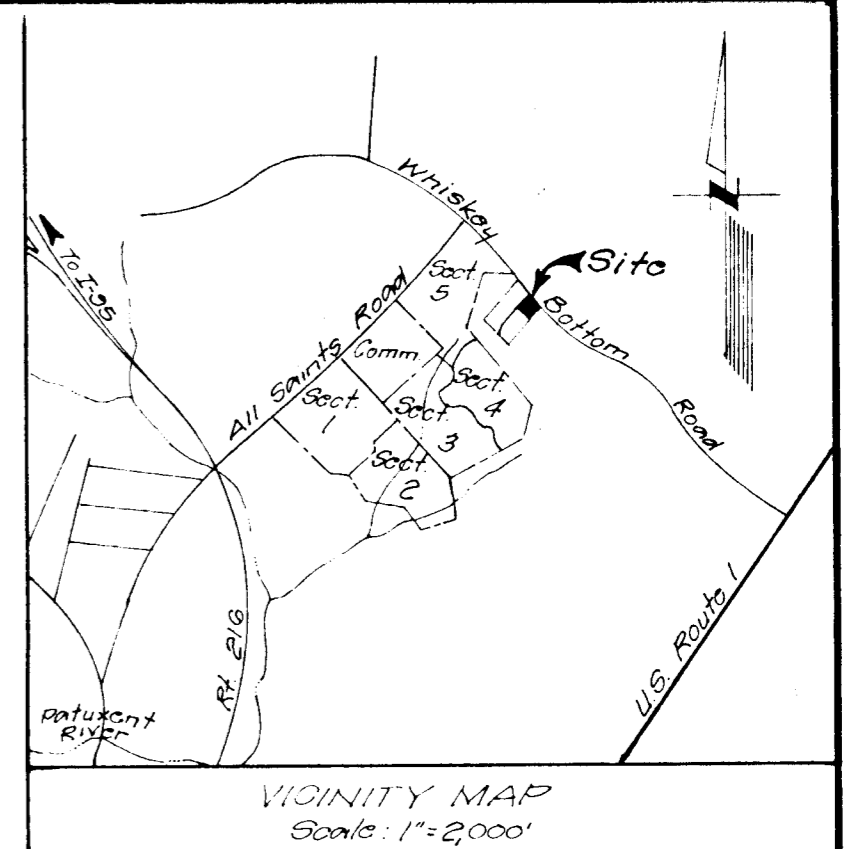 Whiskey
Bottom
Road
Site
To I-95
All Saints Road
Sect.
5
Comm.
Sect.
1
Sect.
4
Sect.
3
Sect.
2
Rt. 216
U.S. Route 1
Patuxent
River
VICINITY MAP
Scale: 1"=2,000'